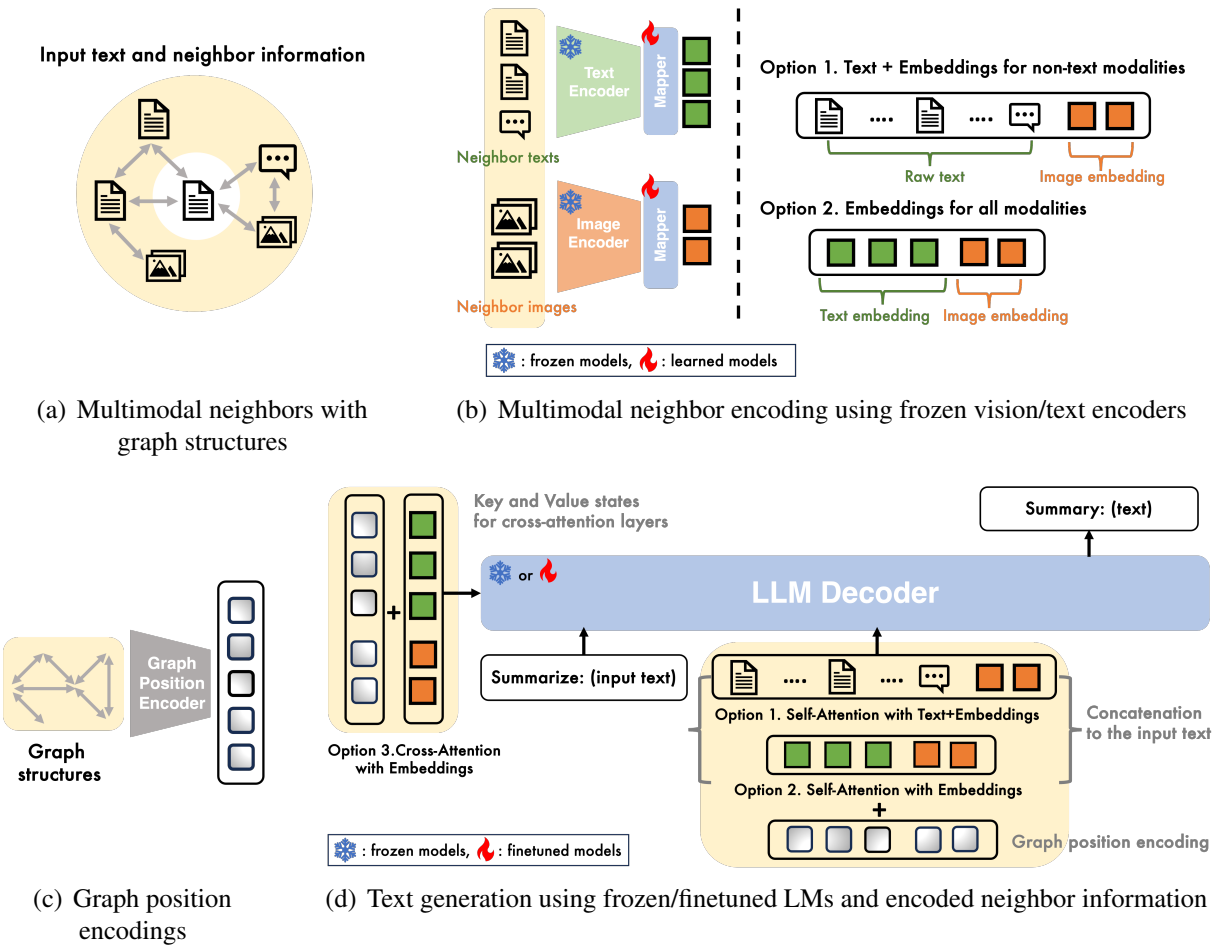 Input text and neighbor information
(a) Multimodal neighbors with
graph structures
Text
Encoder
Mapper
Neighbor texts
Image
Encoder
Mapper
Neighbor images
Option 1. Text + Embeddings for non-text modalities
....
....
Raw text
Image embedding
Option 2. Embeddings for all modalities
Text embedding
Image embedding
: frozen models, : learned models
(b) Multimodal neighbor encoding using frozen vision/text encoders
Graph
structures
Graph
Position
Encoder
(c) Graph position
encodings
+
Option 3.Cross-Attention
with Embeddings
Key and Value states
for cross-attention layers
or
LLM Decoder
Summary: (text)
Summarize: (input text)
....
....
Option 1. Self-Attention with Text+Embeddings
Option 2. Self-Attention with Embeddings
+
Concatenation
to the input text
Graph position encoding
: frozen models, : finetuned models
(d) Text generation using frozen/finetuned LMs and encoded neighbor information